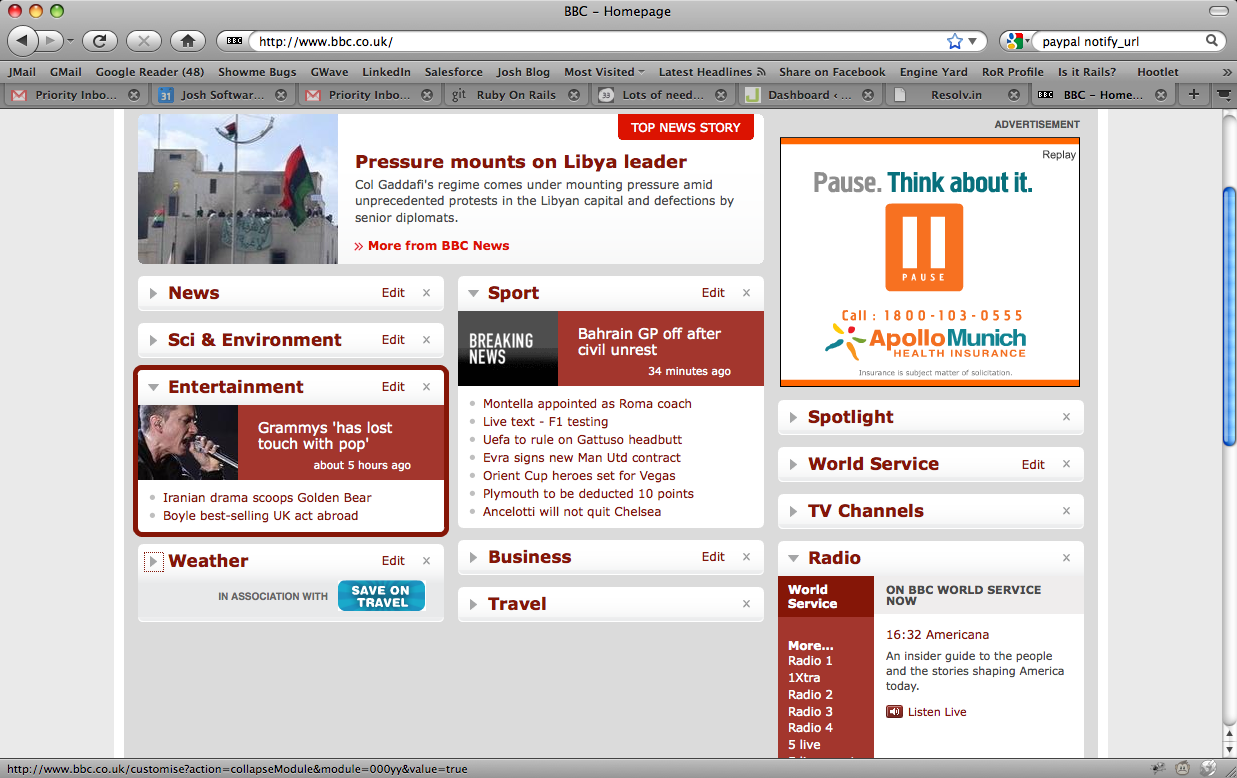 BBC – Homepage
BBC http://www.bbc.co.uk/ paypal notify_url
JMail GMail Google Reader (48) Showme Bugs GWave LinkedIn Salesforce Josh Blog Most Visited Latest Headlines Share on Facebook Engine Yard RoR Profile Is it Rails? Hootlet »
Priority Inbo... 31 Josh Softwar... Priority Inbo... git Ruby On Rails 33 Lots of need... J Dashboard ‹ ... Resolv.in BBC BBC – Home... +
TOP NEWS STORY
Pressure mounts on Libya leader
Col Gaddafi's regime comes under mounting pressure amid
unprecedented protests in the Libyan capital and defections by
senior diplomats.
» More from BBC News
News Edit x
Sci & Environment Edit x
Entertainment Edit x
Grammys 'has lost
touch with pop'
about 5 hours ago
Iranian drama scoops Golden Bear
Boyle best-selling UK act abroad
Weather Edit x
IN ASSOCIATION WITH SAVE ON
TRAVEL
Sport Edit x
BREAKING
NEWS
Bahrain GP off after
civil unrest
34 minutes ago
Montella appointed as Roma coach
Live text - F1 testing
Uefa to rule on Gattuso headbutt
Evra signs new Man Utd contract
Orient Cup heroes set for Vegas
Plymouth to be deducted 10 points
Ancelotti will not quit Chelsea
Business Edit x
Travel x
ADVERTISEMENT
Replay
Pause. Think about it.
PAUSE
Call : 1800-103-0555
Apollo Munich
HEALTH INSURANCE
Insurance is subject matter of solicitation.
Spotlight x
World Service Edit x
TV Channels x
Radio x
World
Service
More...
Radio 1
1Xtra
Radio 2
Radio 3
Radio 4
5 live
ON BBC WORLD SERVICE
NOW
16:32 Americana
An insider guide to the people
and the stories shaping America
today.
Listen Live
http://www.bbc.co.uk/customise?action=collapseModule&module=000yy&value=true